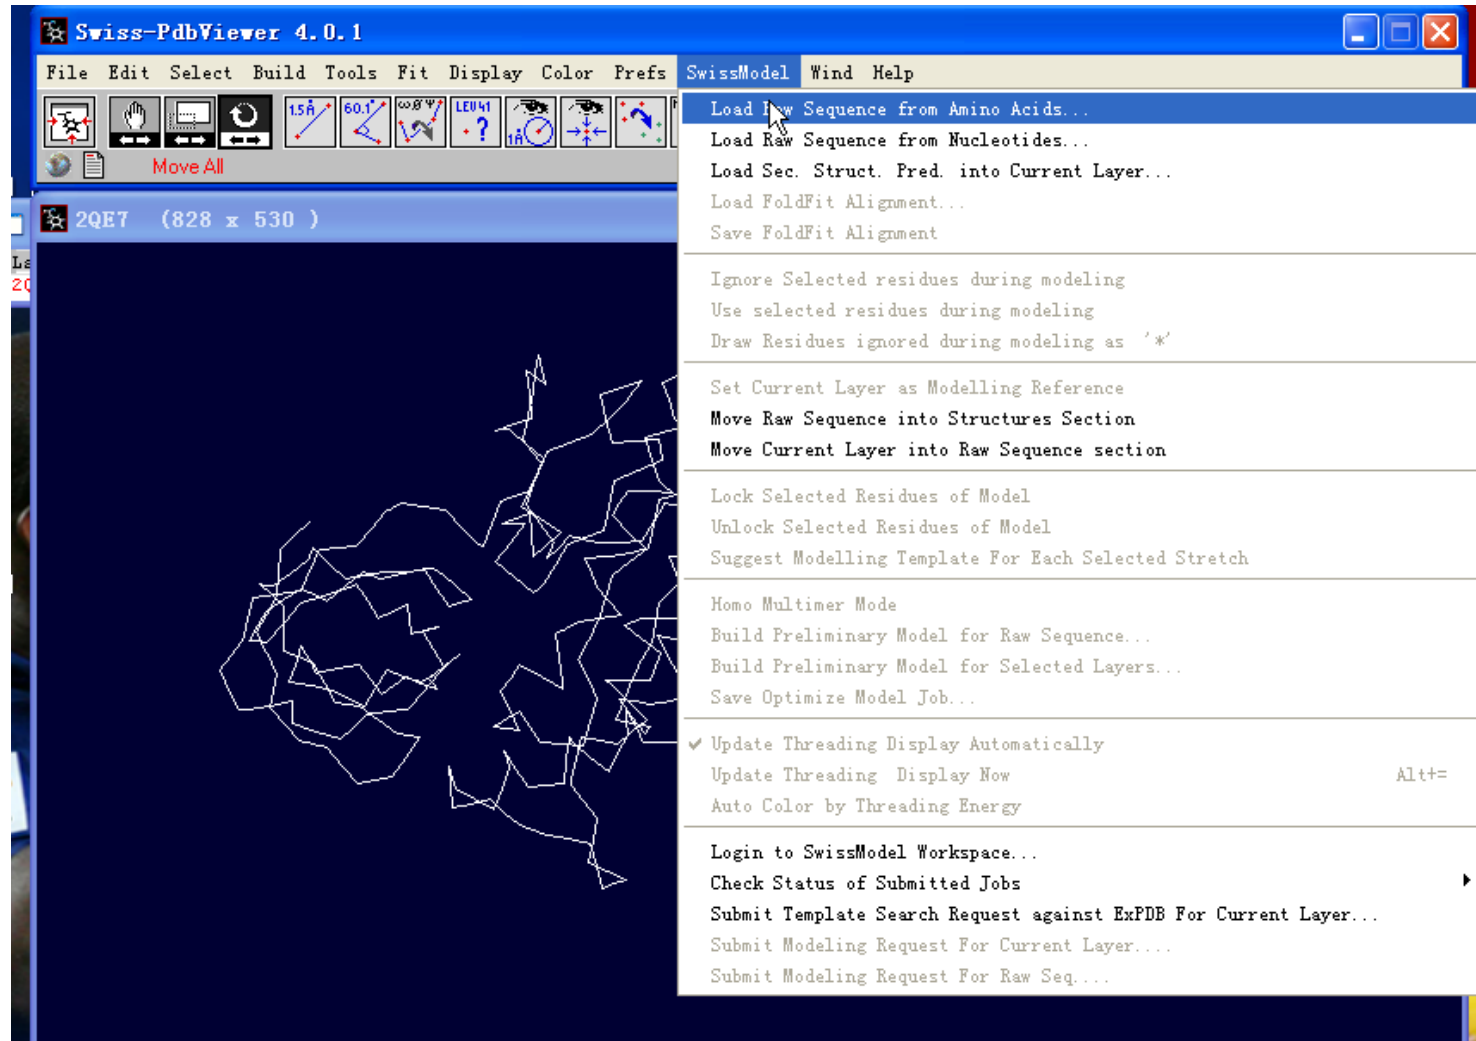 Swiss-PdbViewer 4.0.1
File Edit Select Build Tools Fit Display Color Prefs SwissModel Wind Help
1.5Å 60.1° ω,Ø Ψ LEU41 ? 1Å
Move All
2QE7 (828 x 530 )
Load Raw Sequence from Amino Acids...
Load Raw Sequence from Nucleotides...
Load Sec. Struct. Pred. into Current Layer...
Load FoldFit Alignment...
Save FoldFit Alignment
Ignore Selected residues during modeling
Use selected residues during modeling
Draw Residues ignored during modeling as '*'
Set Current Layer as Modelling Reference
Move Raw Sequence into Structures Section
Move Current Layer into Raw Sequence section
Lock Selected Residues of Model
Unlock Selected Residues of Model
Suggest Modelling Template For Each Selected Stretch
Homo Multimer Mode
Build Preliminary Model for Raw Sequence...
Build Preliminary Model for Selected Layers...
Save Optimize Model Job...
Update Threading Display Automatically
Update Threading Display Now Alt+=
Auto Color by Threading Energy
Login to SwissModel Workspace...
Check Status of Submitted Jobs
Submit Template Search Request against ExPDB For Current Layer...
Submit Modeling Request For Current Layer....
Submit Modeling Request For Raw Seq....